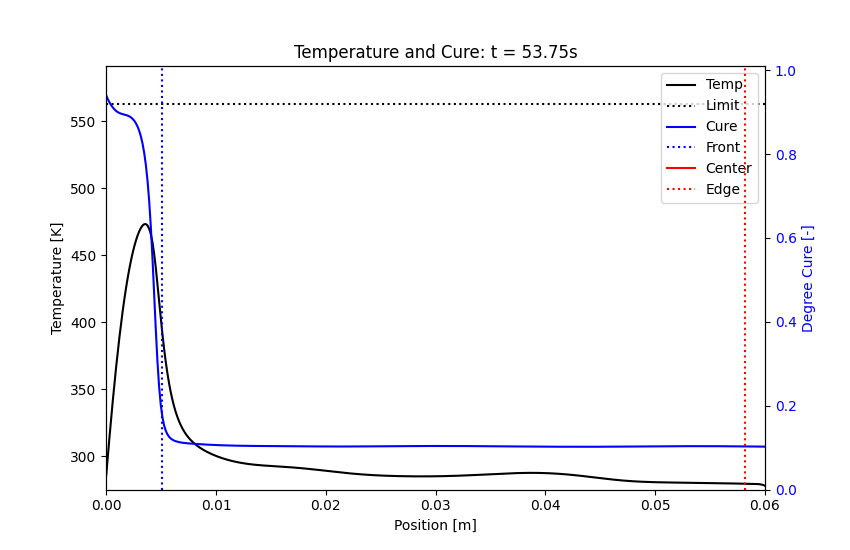 Temperature and Cure: t = 53.75s
Temp
Limit
Cure
Front
Center
Edge
Temperature [K]
550
500
450
400
350
300
Degree Cure [-]
1.0
0.8
0.6
0.4
0.2
0.0
0.00 0.01 0.02 0.03 0.04 0.05 0.06
Position [m]